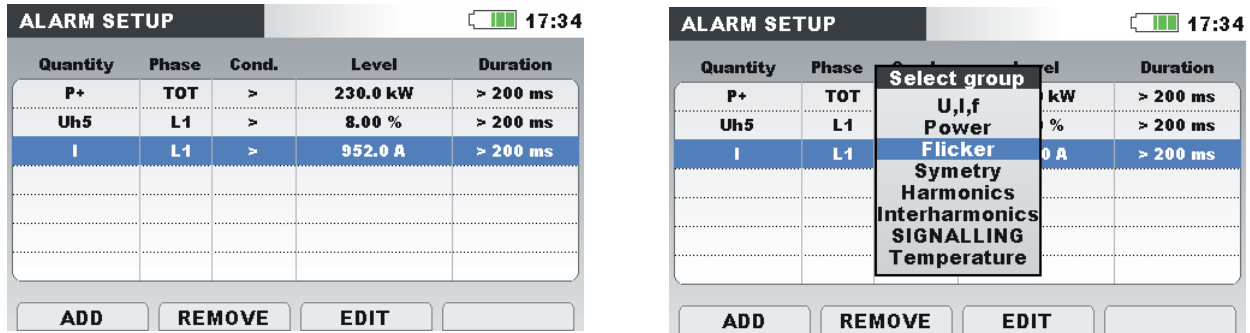 ALARM SETUP 17:34
Quantity Phase Cond. Level Duration
P+ TOT > 230.0 kW > 200 ms
Uh5 L1 > 8.00 % > 200 ms
I L1 > 952.0 A > 200 ms
ADD REMOVE EDIT
ALARM SETUP 17:34
Quantity Phase Duration
Select group
P+ TOT kW > 200 ms
U,I,f
Uh5 L1 Power % > 200 ms
I L1 Flicker 0 A > 200 ms
Symetry
Harmonics
Interharmonics
SIGNALLING
Temperature
ADD REMOVE EDIT